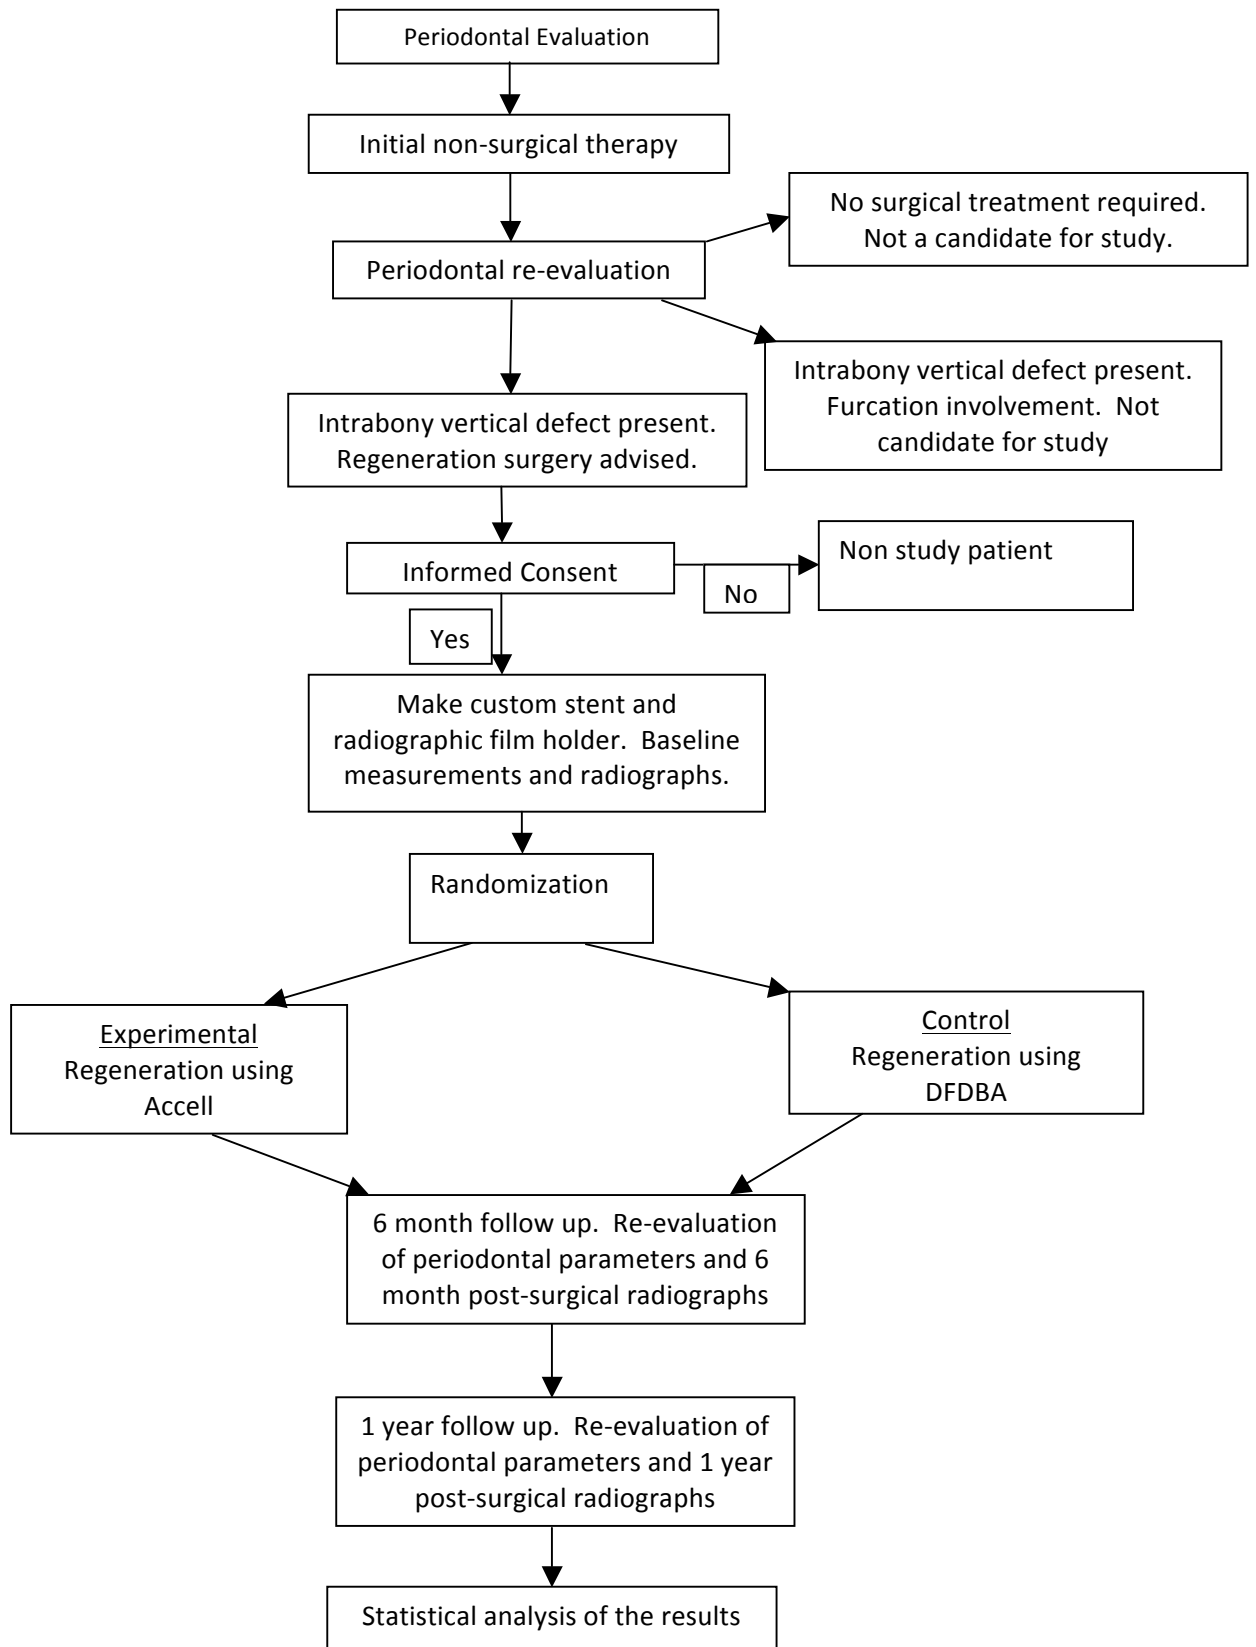 Periodontal Evaluation
Initial non-surgical therapy
No surgical treatment required.
Not a candidate for study.
Periodontal re-evaluation
Intrabony vertical defect present.
Furcation involvement.  Not
candidate for study
Intrabony vertical defect present.
Regeneration surgery advised.
Informed Consent
No
Non study patient
Yes
Make custom stent and
radiographic film holder.  Baseline
measurements and radiographs.
Randomization
Experimental
Regeneration using
Accell
Control
Regeneration using
DFDBA
6 month follow up.  Re-evaluation
of periodontal parameters and 6
month post-surgical radiographs
1 year follow up.  Re-evaluation of
periodontal parameters and 1 year
post-surgical radiographs
Statistical analysis of the results